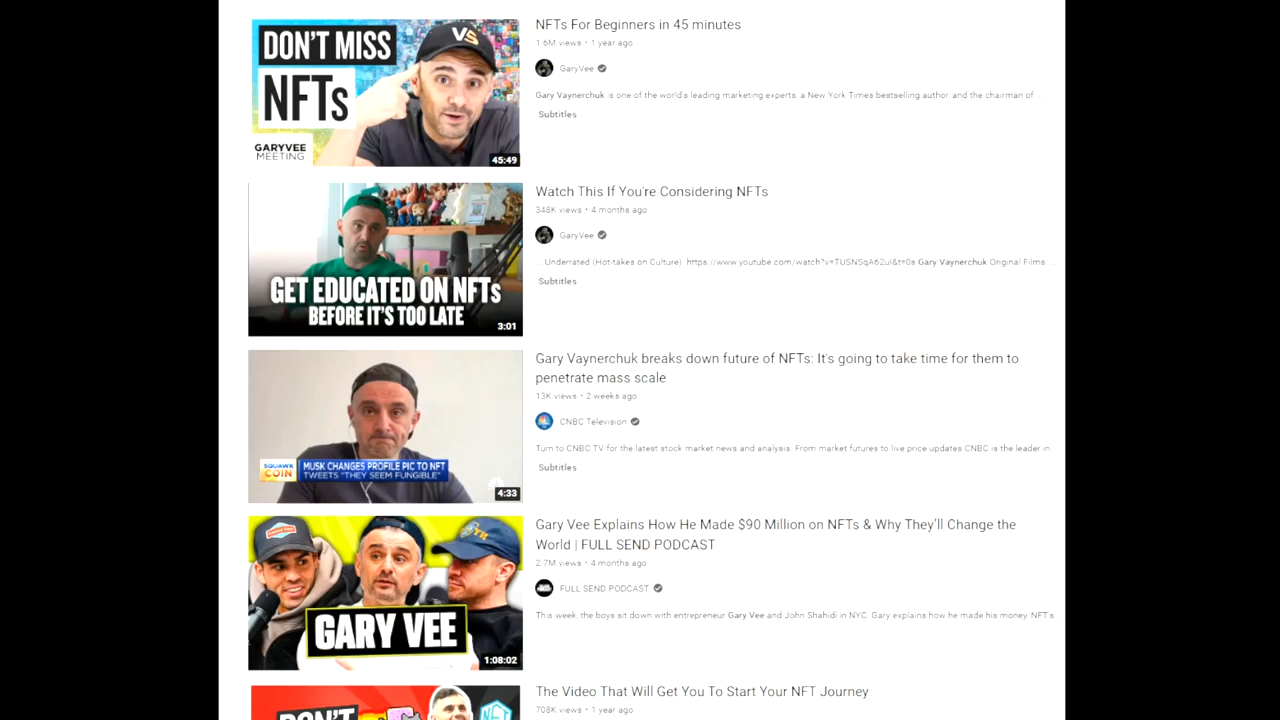 DON'T MISS
NFTs
GARYVEE
MEETING
VS
45:49
NFTs For Beginners in 45 minutes
1.6M views • 1 year ago
GaryVee
Gary Vaynerchuk is one of the world's leading marketing experts, a New York Times bestselling author, and the chairman of ...
Subtitles
GET EDUCATED ON NFTs
BEFORE IT'S TOO LATE
3:01
Watch This If You're Considering NFTs
348K views • 4 months ago
GaryVee
... Underrated (Hot-takes on Culture): https://www.youtube.com/watch?v=TUSNSqA62uI&t=0s Gary Vaynerchuk Original Films: ...
Subtitles
SQUAWK
COIN
MUSK CHANGES PROFILE PIC TO NFT
TWEETS "THEY SEEM FUNGIBLE"
4:33
Gary Vaynerchuk breaks down future of NFTs: It's going to take time for them to
penetrate mass scale
13K views • 2 weeks ago
CNBC Television
Turn to CNBC TV for the latest stock market news and analysis. From market futures to live price updates CNBC is the leader in
Subtitles
GARY VEE
1:08:02
Gary Vee Explains How He Made $90 Million on NFTs & Why They'll Change the
World | FULL SEND PODCAST
2.7M views • 4 months ago
FULL SEND PODCAST
This week, the boys sit down with entrepreneur Gary Vee and John Shahidi in NYC. Gary explains how he made his money, NFT's
DON'T
NFT
The Video That Will Get You To Start Your NFT Journey
708K views • 1 year ago